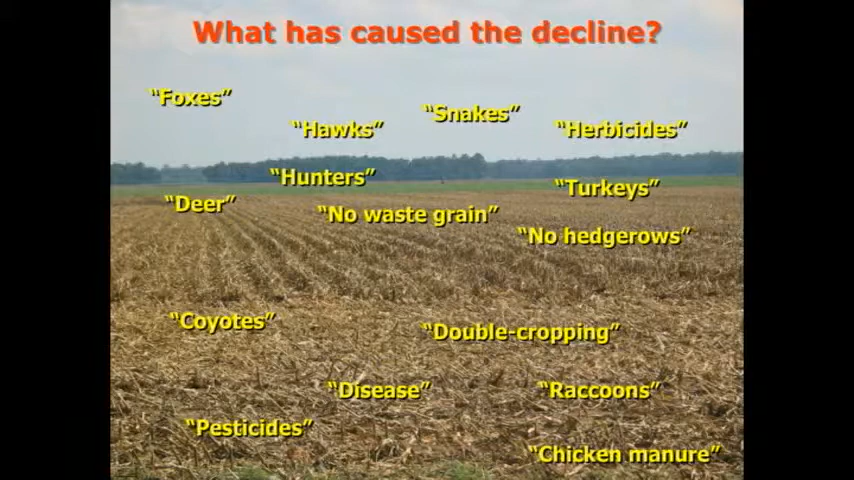 What has caused the decline?
“Foxes”
“Snakes”
“Hawks”
“Herbicides”
“Hunters”
“Turkeys”
“Deer”
“No waste grain”
“No hedgerows”
“Coyotes”
“Double-cropping”
“Disease”
“Raccoons”
“Pesticides”
“Chicken manure”